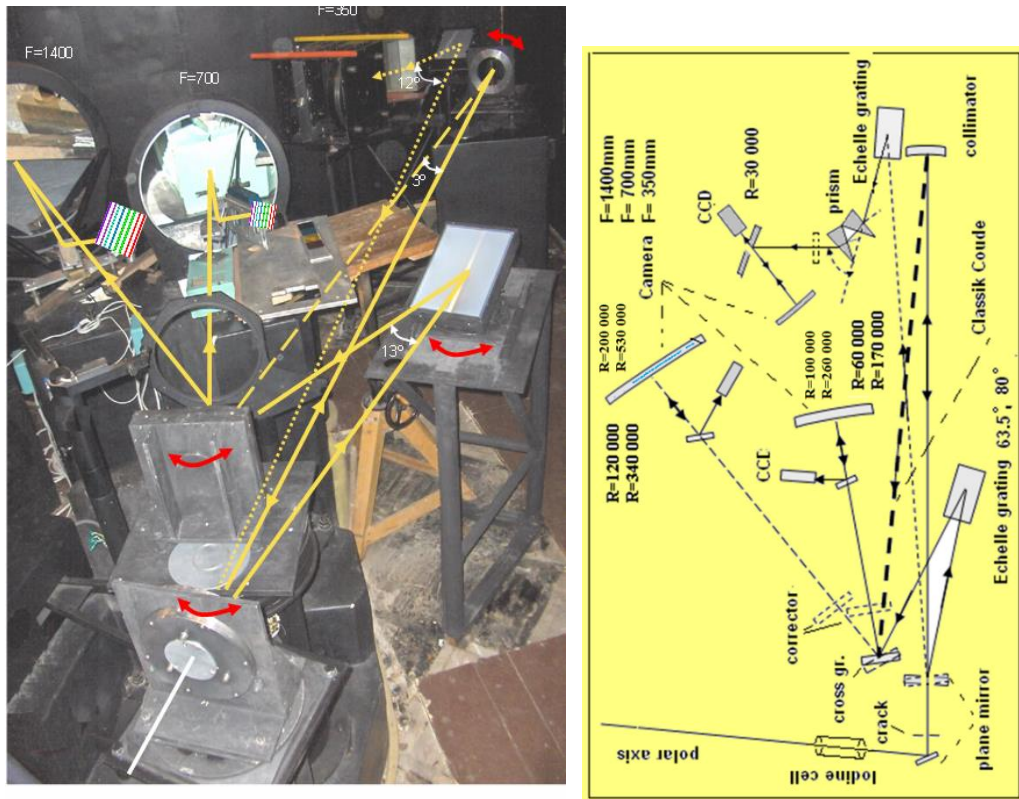 F=1400
F=700
F=350
12°
3°
13°
F=1400mm
F= 700mm
F= 350mm
Camera
CCD
R=30 000
prism
Echelle grating
collimator
R=200 000
R=530 000
R=100 000
R=260 000
R=60 000
R=170 000
Classik Coude
R=120 000
R=340 000
CCD
Echelle grating 63.5°, 80°
corrector
cross gr.
crack
plane mirror
polar axis
Iodine cell